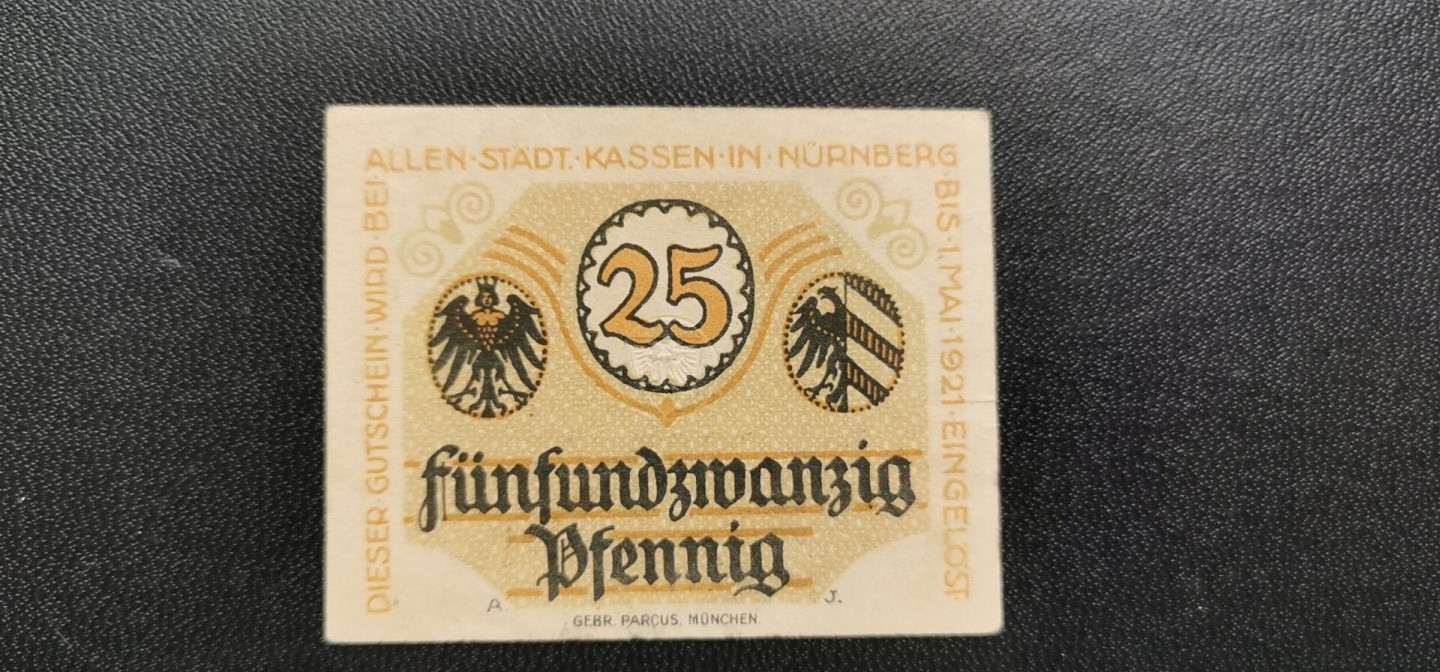 DIESER·GUTSCHEIN·WIRD·BEI·
ALLEN·STÄDT.·KASSEN·IN·NÜRNBERG
·BIS·1.MAI·1921·EINGELÖST
25
fünfundzwanzig
Pfennig
A. J.
GEBR. PARCUS, MÜNCHEN.